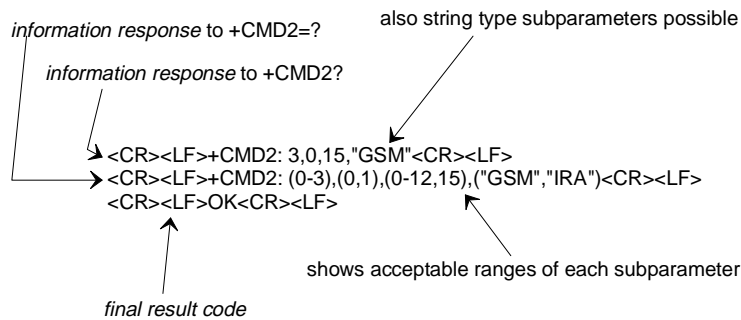 information response to +CMD2=?
also string type subparameters possible
information response to +CMD2?
<CR><LF>+CMD2: 3,0,15,"GSM"<CR><LF>
<CR><LF>+CMD2: (0-3),(0,1),(0-12,15),("GSM","IRA")<CR><LF>
<CR><LF>OK<CR><LF>
shows acceptable ranges of each subparameter
final result code